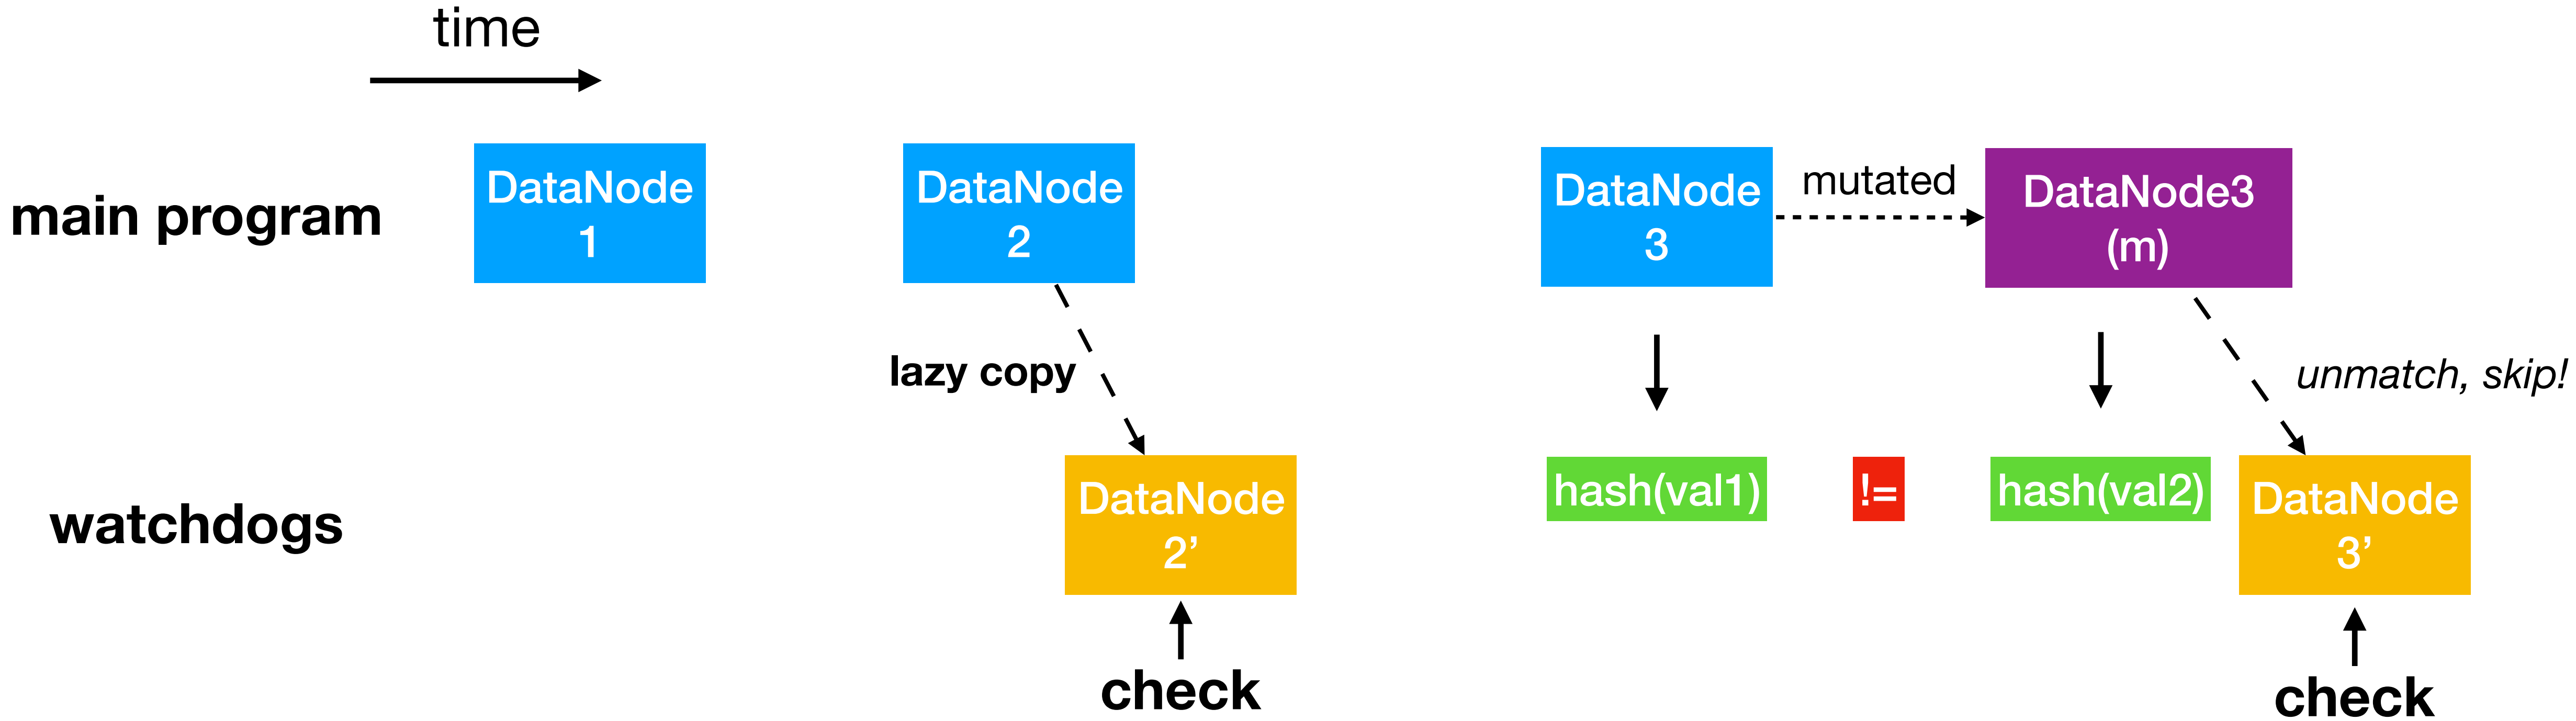 time
main program
DataNode
1
DataNode
2
DataNode
3
mutated
DataNode3
(m)
lazy copy
unmatch, skip!
watchdogs
DataNode
2’
hash(val1)
!=
hash(val2)
DataNode
3’
check
check